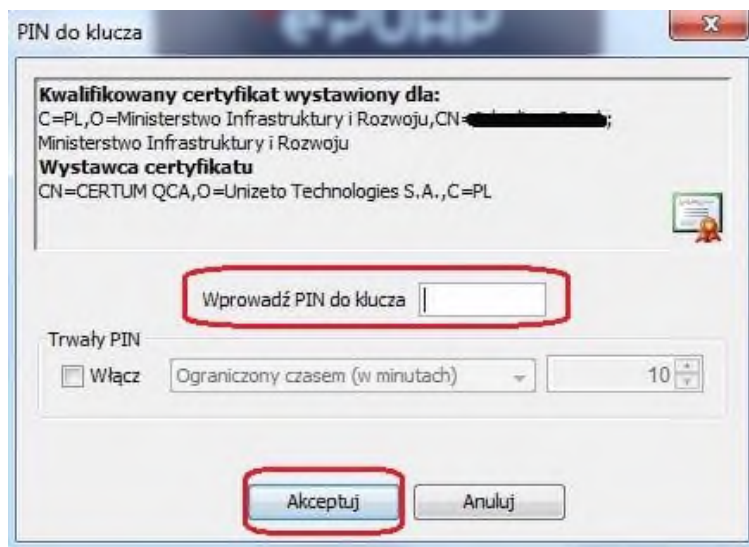 PIN do klucza
ePUAP
Kwalifikowany certyfikat wystawiony dla:
C=PL,O=Ministerstwo Infrastruktury i Rozwoju,CN=
;
Ministerstwo Infrastruktury i Rozwoju
Wystawca certyfikatu
CN=CERTUM QCA,O=Unizeto Technologies S.A.,C=PL
Wprowadź PIN do klucza
Trwały PIN
Włącz
Ograniczony czasem (w minutach)
10
Akceptuj
Anuluj